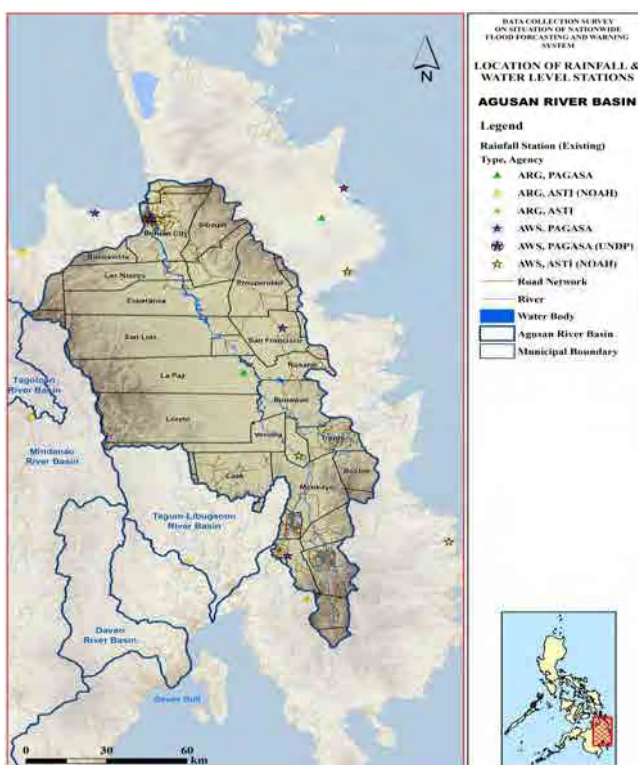 DATA COLLECTION SURVEY
ON SITUATION OF NATIONWIDE
FLOOD FORCASTING AND WARNING
SYSTEM
LOCATION OF RAINFALL &
WATER LEVEL STATIONS
AGUSAN RIVER BASIN
Legend
Rainfall Station (Existing)
Type, Agency
ARG, PAGASA
ARG, ASTI (NOAH)
ARG, ASTI
AWS, PAGASA
AWS, PAGASA (UNDP)
AWS, ASTI (NOAH)
Road Network
River
Water Body
Agusan River Basin
Municipal Boundary
N
Butuan City
Sibagat
Buenavista
Las Nieves
Prosperidad
Esperanza
San Luis
San Francisco
Rosario
La Paz
Bunawan
Loreto
Veruela
Trento
Laak
Monkayo
Tagoloan
River Basin
Mindanao
River Basin
Tagum-Libuganon
River Basin
Davao
River Basin
Davao Gulf
0 30 60
km